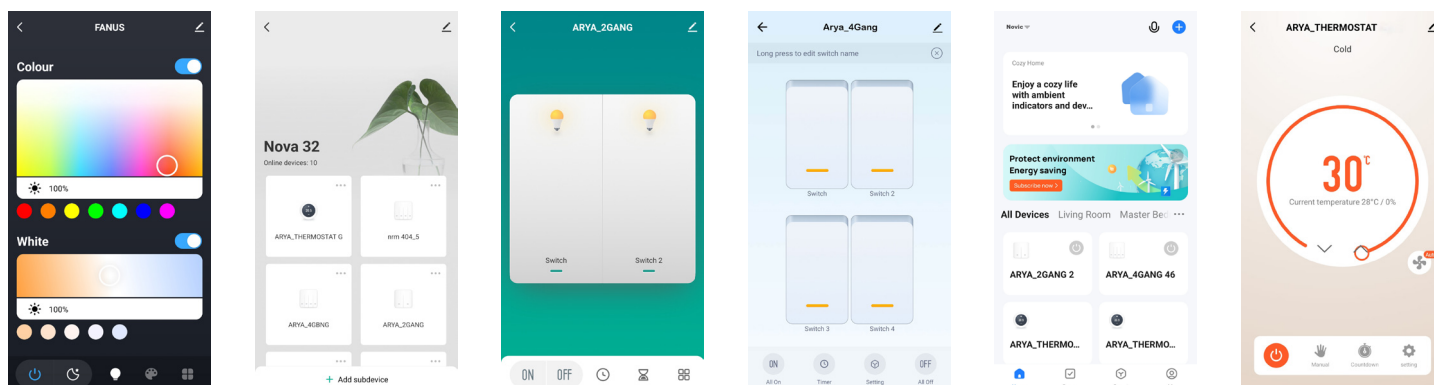 FANUS
Colour
100%
White
100%
Nova 32
Online devices: 10
ARYA_THERMOSTAT G
nrm 404_5
ARYA_4GBNG
ARYA_2GANG
+ Add subdevice
ARYA_2GANG
Switch
Switch 2
ON
OFF
Arya_4Gang
Long press to edit switch name
Switch
Switch 2
Switch 3
Switch 4
ON
OFF
All On
Timer
Setting
All Off
Novic
Cozy Home
Enjoy a cozy life
with ambient
indicators and dev...
Protect environment
Energy saving
Subscribe now >
All Devices
Living Room
Master Bed
ARYA_2GANG 2
ARYA_4GANG 46
ARYA_THERMO...
ARYA_THERMO...
ARYA_THERMOSTAT
Cold
30℃
Current temperature 28°C / 0%
Manual
Countdown
setting